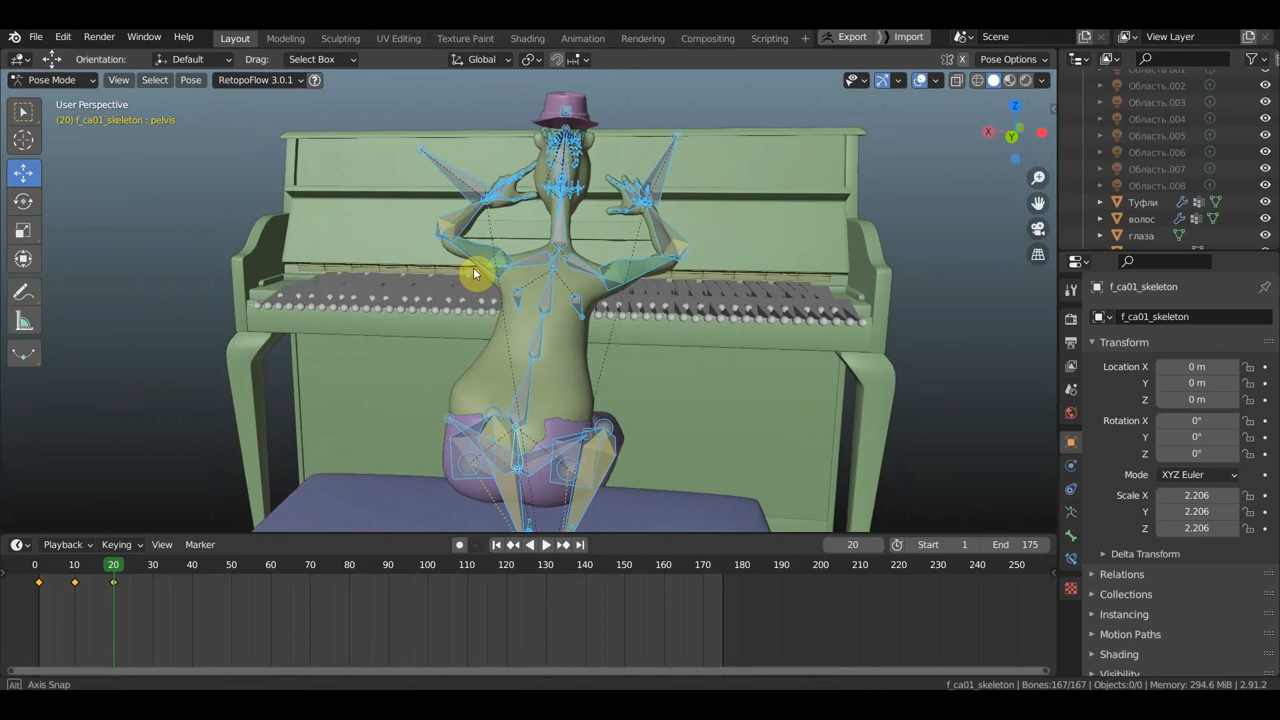 File Edit Render Window Help Layout Modeling Sculpting UV Editing Texture Paint Shading Animation Rendering Compositing Scripting + Export Import Scene View Layer
Orientation: Default Drag: Select Box Global Pose Options
Pose Mode View Select Pose RetopoFlow 3.0.1
User Perspective
(20) f_ca01_skeleton : pelvis
Z
X
Y
Область.002
Область.003
Область.004
Область.005
Область.006
Область.007
Область.008
Туфли
волос
глаза
f_ca01_skeleton
f_ca01_skeleton
Transform
Location X 0 m
Y 0 m
Z 0 m
Rotation X 0°
Y 0°
Z 0°
Mode XYZ Euler
Scale X 2.206
Y 2.206
Z 2.206
Delta Transform
Relations
Collections
Instancing
Motion Paths
Shading
Visibility
Playback Keying View Marker 20 Start 1 End 175
0 10 20 30 40 50 60 70 80 90 100 110 120 130 140 150 160 170 180 190 200 210 220 230 240 250
Alt Axis Snap
f_ca01_skeleton | Bones:167/167 | Objects:0/0 | Memory: 294.6 MiB | 2.91.2